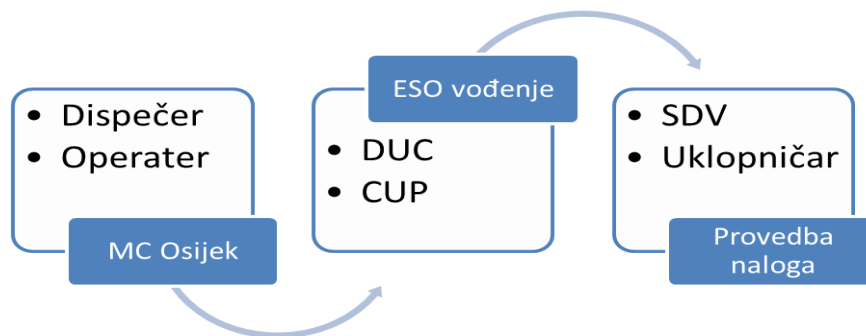 • Dispečer
• Operater
MC Osijek
ESO vođenje
• DUC
• CUP
• SDV
• Uklopničar
Provedba
naloga